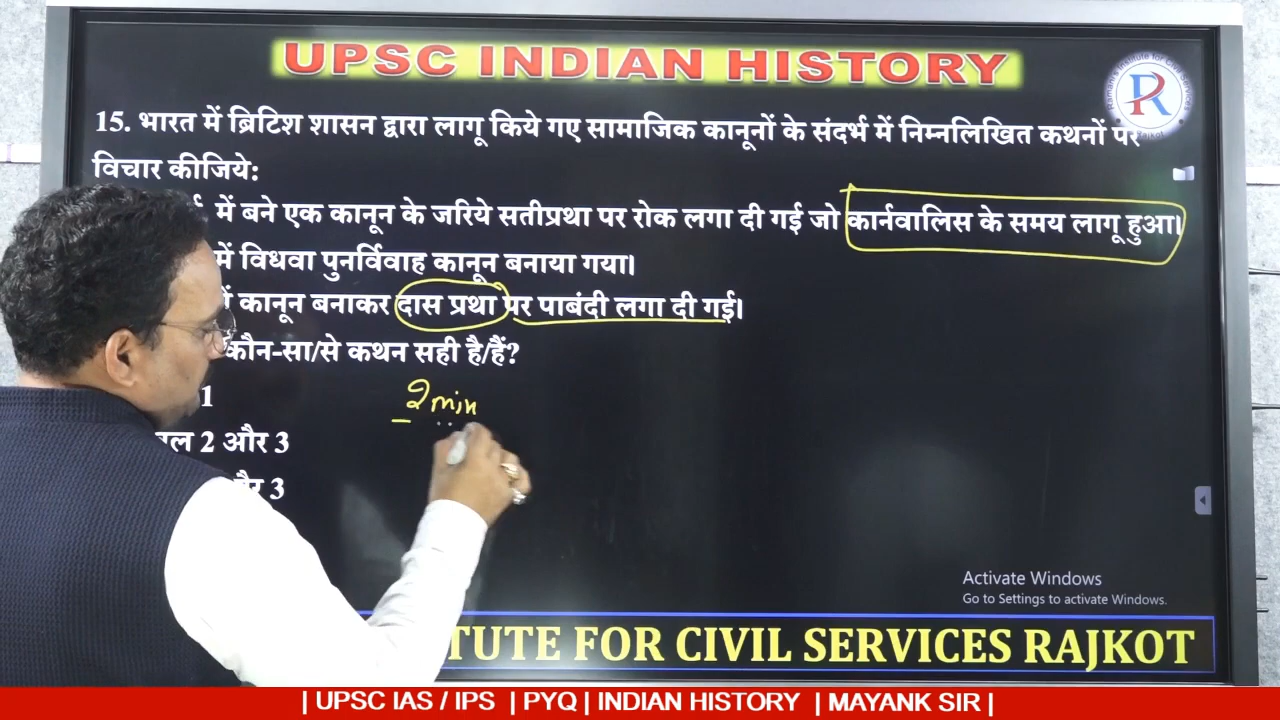 UPSC INDIAN HISTORY
15. भारत में ब्रिटिश शासन द्वारा लागू किये गए सामाजिक कानूनों के संदर्भ में निम्नलिखित कथनों पर
विचार कीजिये:
में बने एक कानून के जरिये सतीप्रथा पर रोक लगा दी गई जो कार्नवालिस के समय लागू हुआ।
में विधवा पुनर्विवाह कानून बनाया गया।
कानून बनाकर दास प्रथा पर पाबंदी लगा दी गई।
कौन-सा/से कथन सही है/हैं?
1
2 और 3
3
2 min
Activate Windows
Go to Settings to activate Windows.
TUTE FOR CIVIL SERVICES RAJKOT
| UPSC IAS / IPS | PYQ | INDIAN HISTORY | MAYANK SIR |